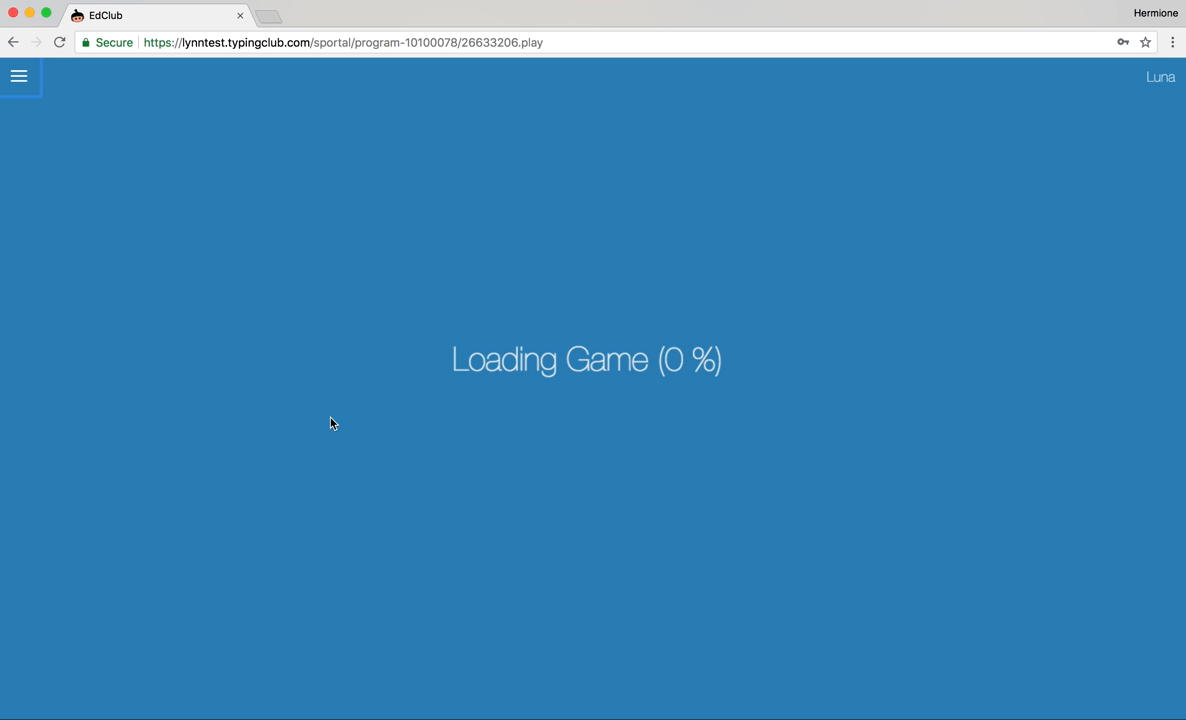 EdClub
Hermione
Secure https://lynntest.typingclub.com/sportal/program-10100078/26633206.play
Luna
Loading Game (0 %)